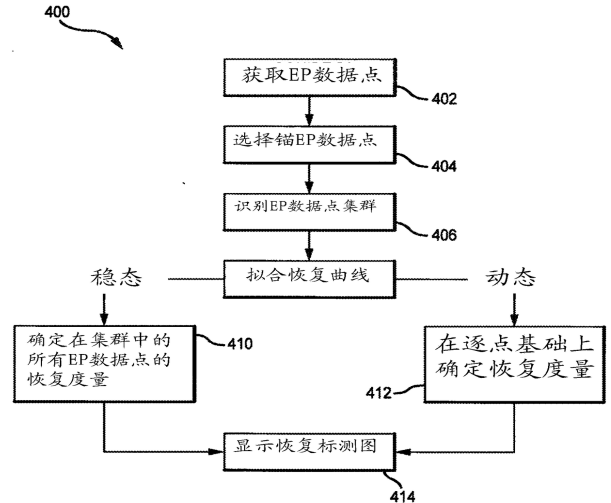 400
获取EP数据点
402
选择锚EP数据点
404
识别EP数据点集群
406
稳态
拟合恢复曲线
动态
确定在集群中的
所有EP数据点的
恢复度量
410
在逐点基础上
确定恢复度量
412
显示恢复标测图
414